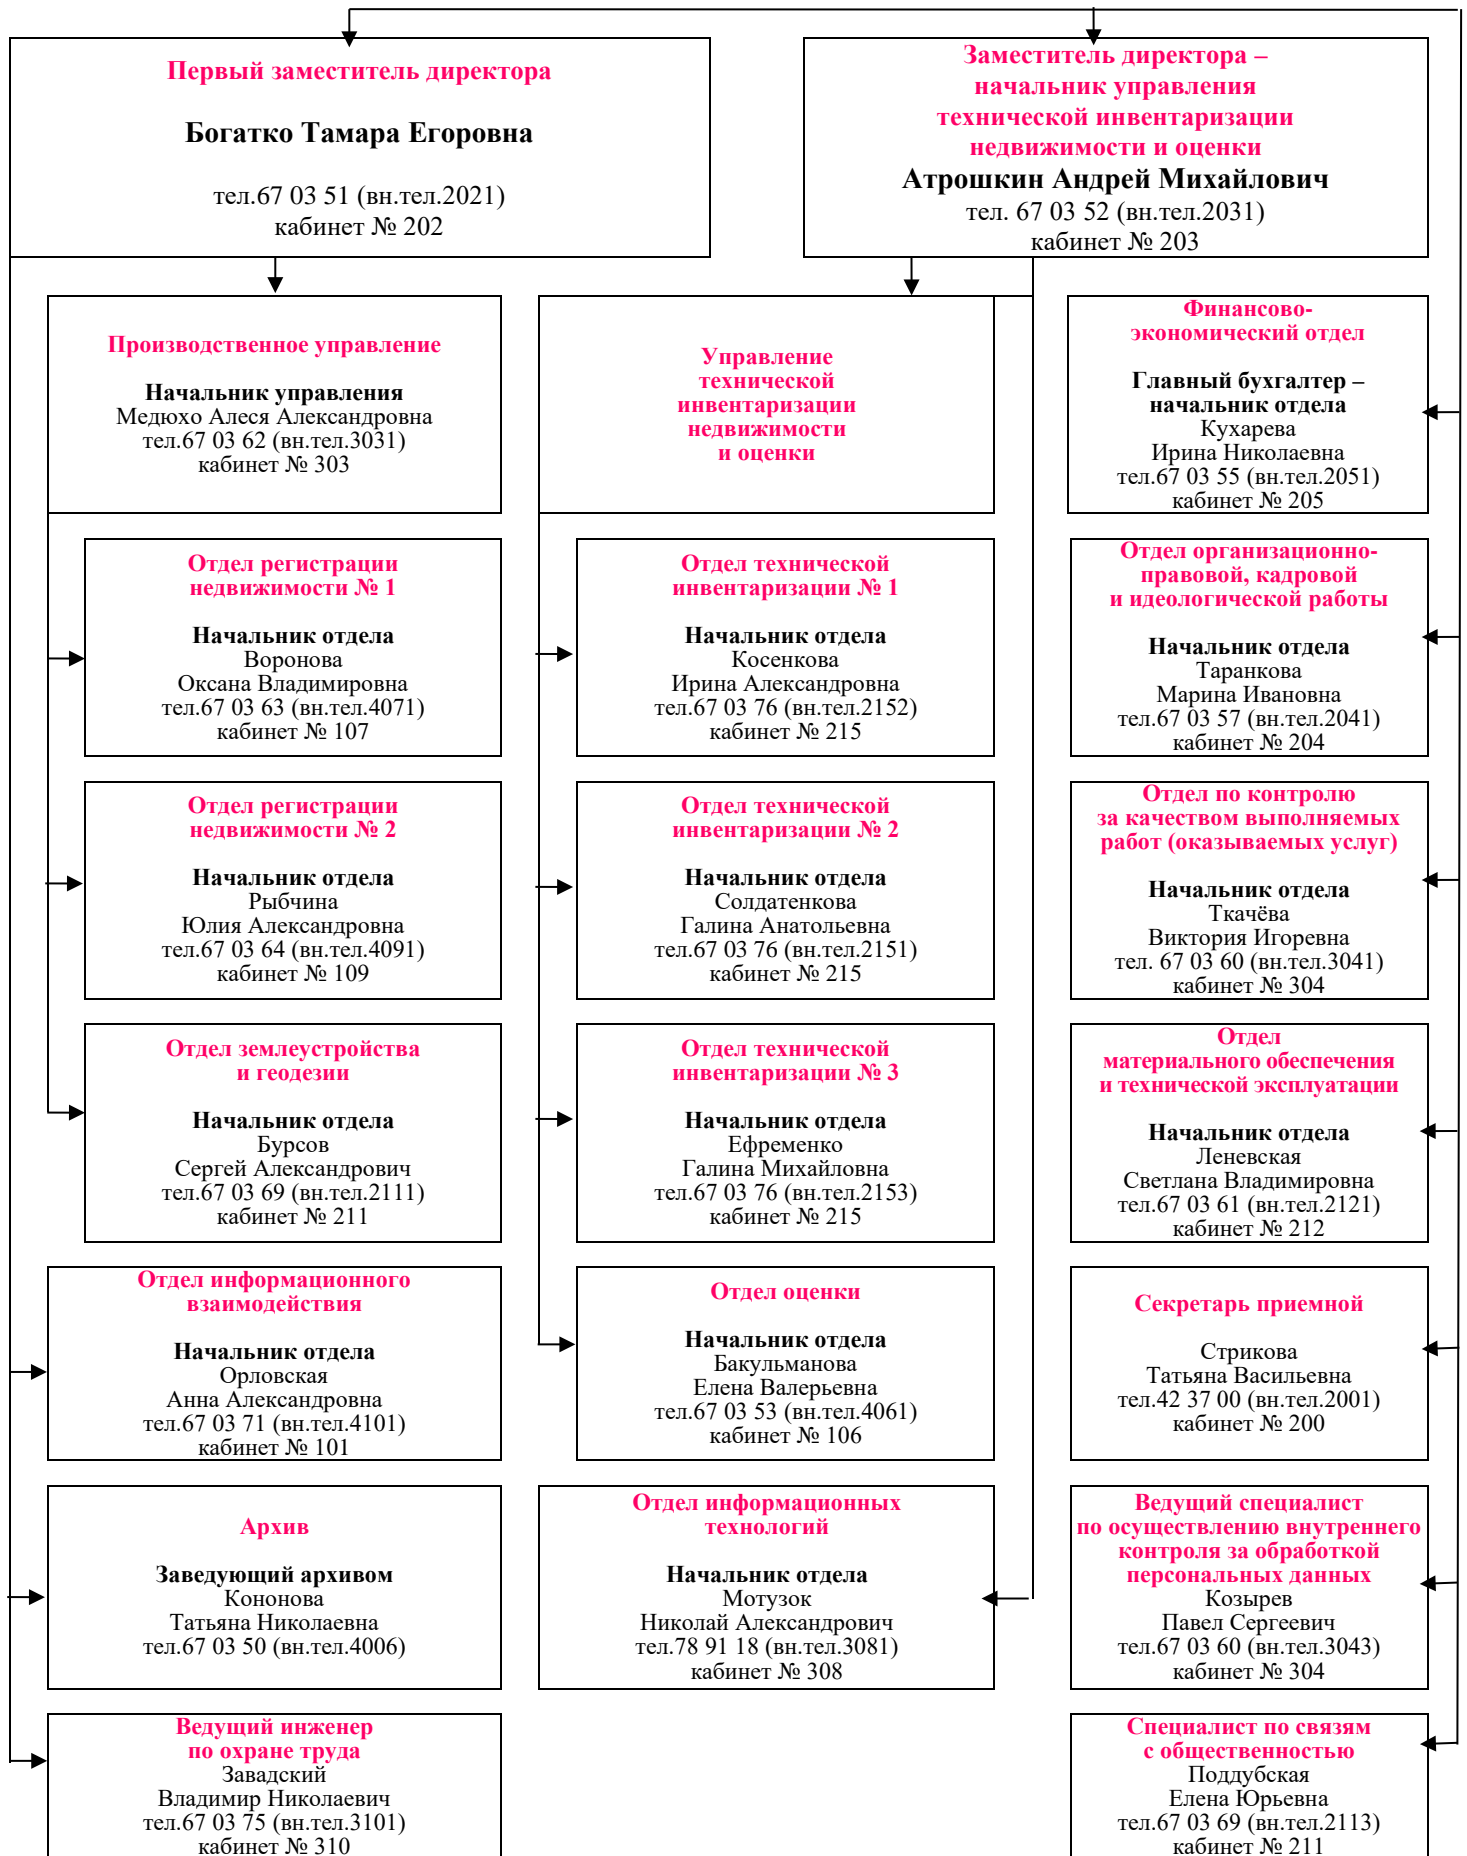 Первый заместитель директора
Богатко Тамара Егоровна
тел.67 03 51 (вн.тел.2021)
кабинет № 202
Заместитель директора –
начальник управления
технической инвентаризации
недвижимости и оценки
Атрошкин Андрей Михайлович
тел. 67 03 52 (вн.тел.2031)
кабинет № 203
Производственное управление
Начальник управления
Медюхо Алеся Александровна
тел.67 03 62 (вн.тел.3031)
кабинет № 303
Управление
технической
инвентаризации
недвижимости
и оценки
Финансово-
экономический отдел
Главный бухгалтер –
начальник отдела
Кухарева
Ирина Николаевна
тел.67 03 55 (вн.тел.2051)
кабинет № 205
Отдел регистрации
недвижимости № 1
Начальник отдела
Воронова
Оксана Владимировна
тел.67 03 63 (вн.тел.4071)
кабинет № 107
Отдел технической
инвентаризации № 1
Начальник отдела
Косенкова
Ирина Александровна
тел.67 03 76 (вн.тел.2152)
кабинет № 215
Отдел организационно-
правовой, кадровой
и идеологической работы
Начальник отдела
Таранкова
Марина Ивановна
тел.67 03 57 (вн.тел.2041)
кабинет № 204
Отдел регистрации
недвижимости № 2
Начальник отдела
Рыбчина
Юлия Александровна
тел.67 03 64 (вн.тел.4091)
кабинет № 109
Отдел технической
инвентаризации № 2
Начальник отдела
Солдатенкова
Галина Анатольевна
тел.67 03 76 (вн.тел.2151)
кабинет № 215
Отдел по контролю
за качеством выполняемых
работ (оказываемых услуг)
Начальник отдела
Ткачёва
Виктория Игоревна
тел. 67 03 60 (вн.тел.3041)
кабинет № 304
Отдел землеустройства
и геодезии
Начальник отдела
Бурсов
Сергей Александрович
тел.67 03 69 (вн.тел.2111)
кабинет № 211
Отдел технической
инвентаризации № 3
Начальник отдела
Ефременко
Галина Михайловна
тел.67 03 76 (вн.тел.2153)
кабинет № 215
Отдел
материального обеспечения
и технической эксплуатации
Начальник отдела
Леневская
Светлана Владимировна
тел.67 03 61 (вн.тел.2121)
кабинет № 212
Отдел информационного
взаимодействия
Начальник отдела
Орловская
Анна Александровна
тел.67 03 71 (вн.тел.4101)
кабинет № 101
Отдел оценки
Начальник отдела
Бакульманова
Елена Валерьевна
тел.67 03 53 (вн.тел.4061)
кабинет № 106
Секретарь приемной
Стрикова
Татьяна Васильевна
тел.42 37 00 (вн.тел.2001)
кабинет № 200
Архив
Заведующий архивом
Кононова
Татьяна Николаевна
тел.67 03 50 (вн.тел.4006)
Отдел информационных
технологий
Начальник отдела
Мотузок
Николай Александрович
тел.78 91 18 (вн.тел.3081)
кабинет № 308
Ведущий специалист
по осуществлению внутреннего
контроля за обработкой
персональных данных
Козырев
Павел Сергеевич
тел.67 03 60 (вн.тел.3043)
кабинет № 304
Ведущий инженер
по охране труда
Завадский
Владимир Николаевич
тел.67 03 75 (вн.тел.3101)
кабинет № 310
Специалист по связям
с общественностью
Поддубская
Елена Юрьевна
тел.67 03 69 (вн.тел.2113)
кабинет № 211